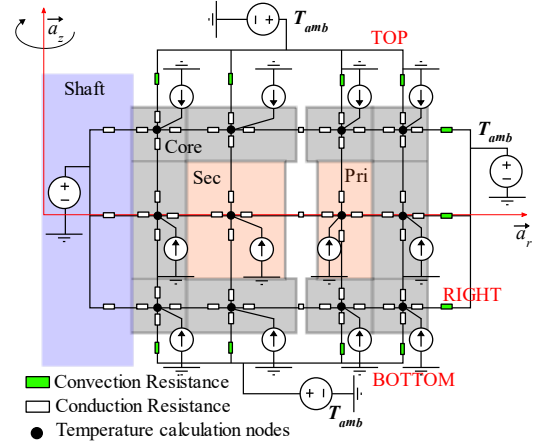 a_z
T_amb
TOP
Shaft
Core
T_amb
Sec
Pri
a_r
RIGHT
BOTTOM
Convection Resistance
Conduction Resistance
T_amb
Temperature calculation nodes